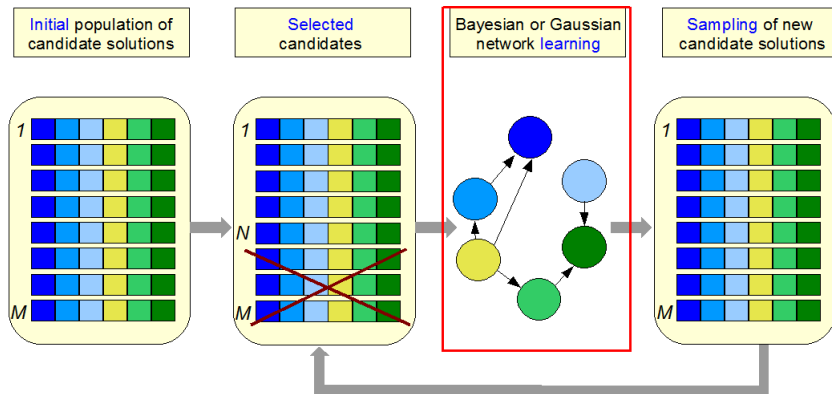 Initial population of
candidate solutions
Selected
candidates
Bayesian or Gaussian
network learning
Sampling of new
candidate solutions
1
M
1
N
M
1
M